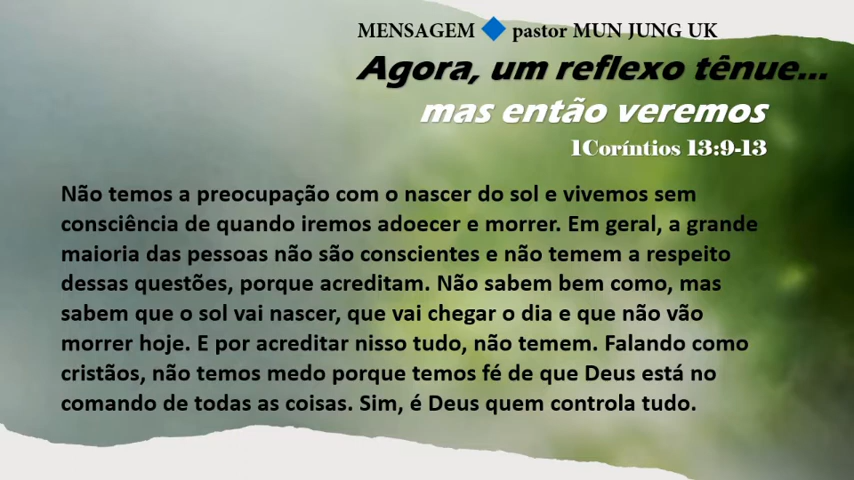 MENSAGEM 🔷 pastor MUN JUNG UK
Agora, um reflexo tênue...
mas então veremos
1Coríntios 13:9-13
Não temos a preocupação com o nascer do sol e vivemos sem
consciência de quando iremos adoecer e morrer. Em geral, a grande
maioria das pessoas não são conscientes e não temem a respeito
dessas questões, porque acreditam. Não sabem bem como, mas
sabem que o sol vai nascer, que vai chegar o dia e que não vão
morrer hoje. E por acreditar nisso tudo, não temem. Falando como
cristãos, não temos medo porque temos fé de que Deus está no
comando de todas as coisas. Sim, é Deus quem controla tudo.